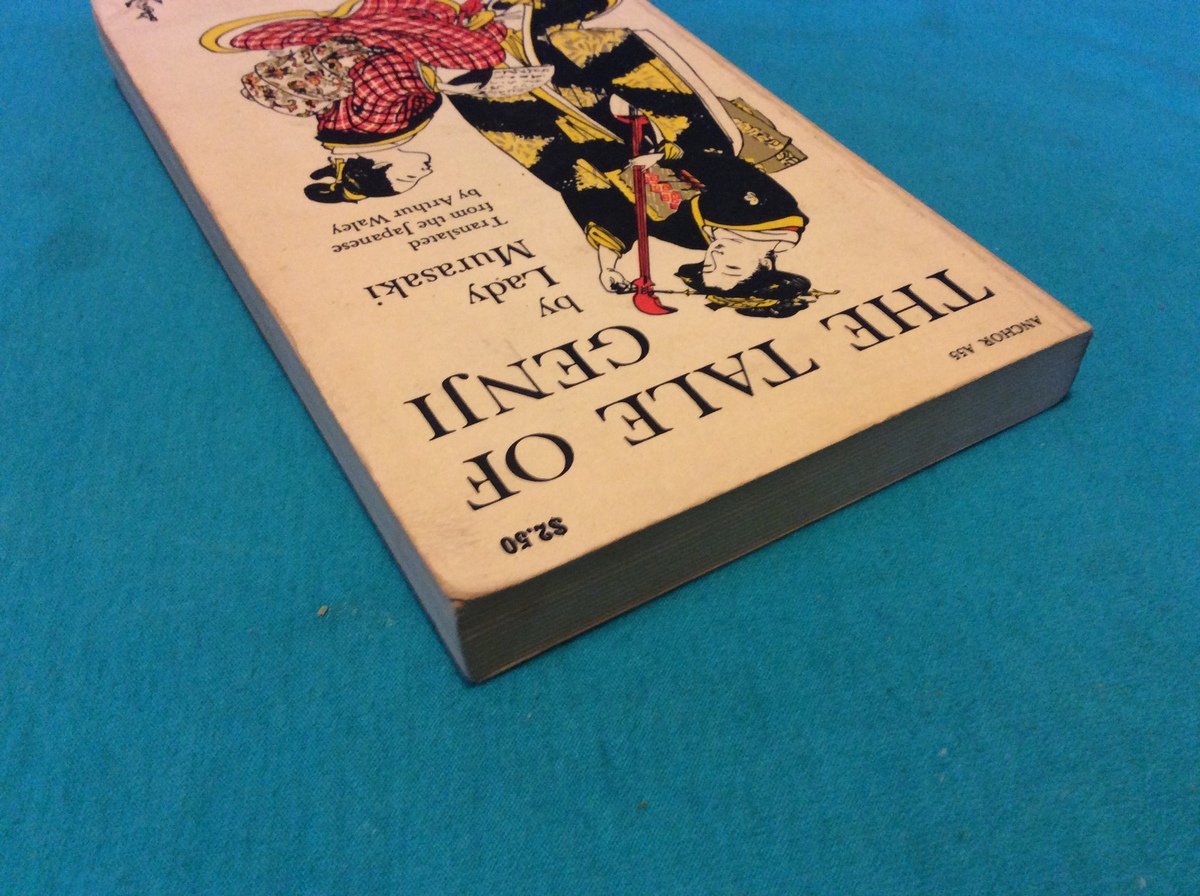 ANCHOR A55
$2.50
THE TALE OF
GENJI
by
Lady
Murasaki
Translated
from the Japanese
by Arthur Waley